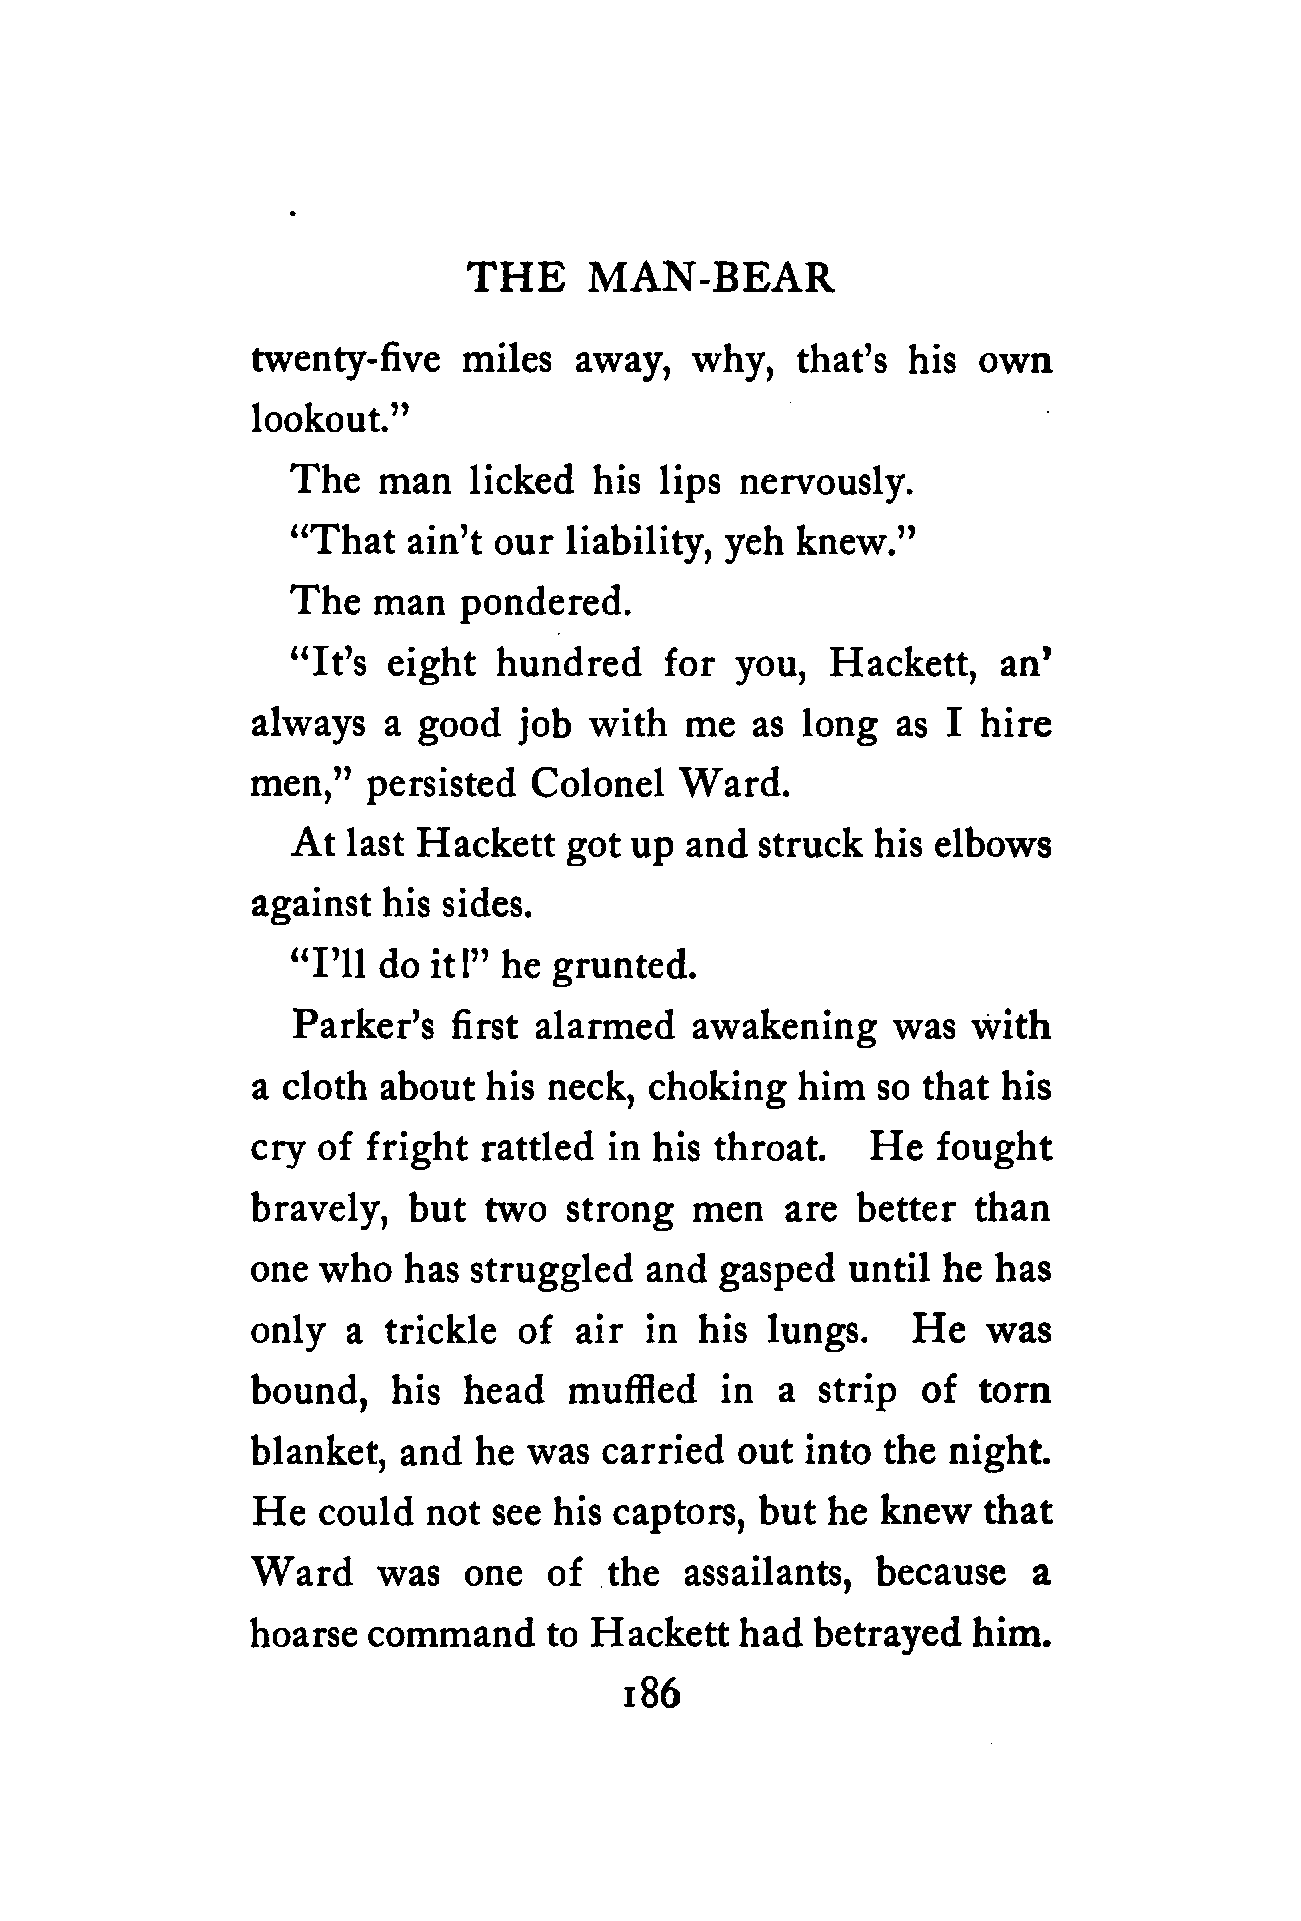 THE MAN-BEAR
twenty-five miles away, why, that’s his own
lookout.”
The man licked his lips nervously.
“That ain’t our liability, yeh knew.”
The man pondered.
“It’s eight hundred for you, Hackett, an’
always a good job with me as long as I hire
men,” persisted Colonel Ward.
At last Hackett got up and struck his elbows
against his sides.
“I’ll do it!” he grunted.
Parker’s first alarmed awakening was with
a cloth about his neck, choking him so that his
cry of fright rattled in his throat. He fought
bravely, but two strong men are better than
one who has struggled and gasped until he has
only a trickle of air in his lungs. He was
bound, his head muffled in a strip of torn
blanket, and he was carried out into the night.
He could not see his captors, but he knew that
Ward was one of the assailants, because a
hoarse command to Hackett had betrayed him.
186